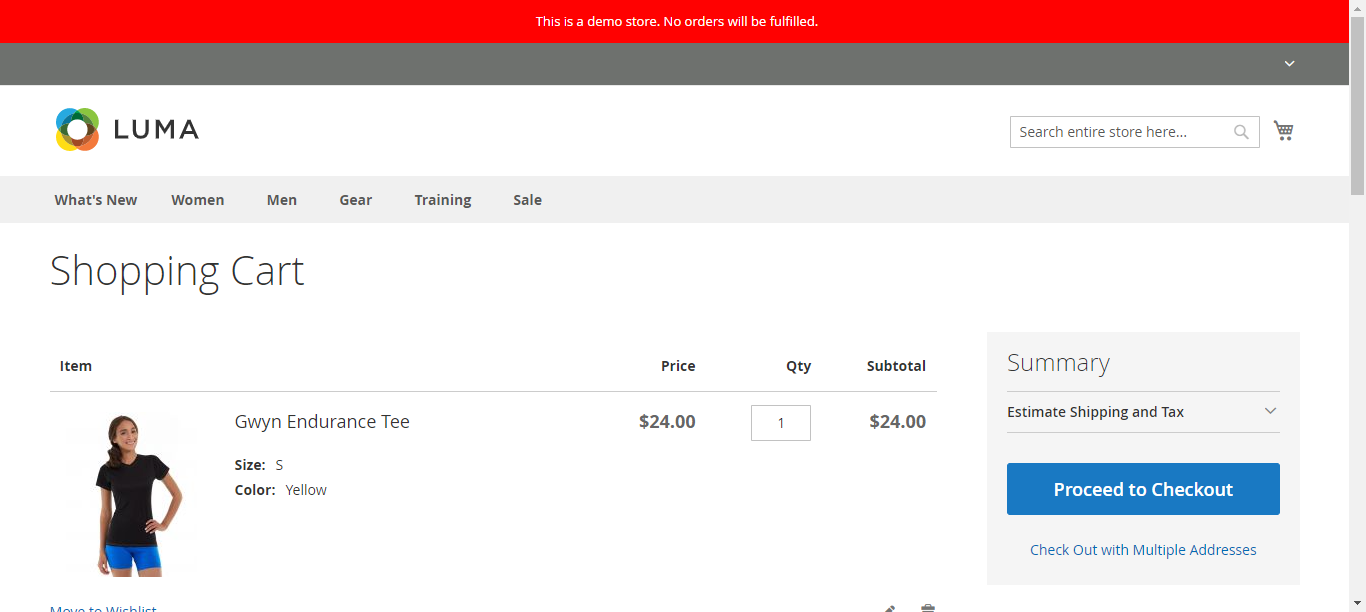 This is a demo store. No orders will be fulfilled.
LUMA
Search entire store here...
What's New Women Men Gear Training Sale
Shopping Cart
Item Price Qty Subtotal
Gwyn Endurance Tee $24.00 1 $24.00
Size: S
Color: Yellow
Move to Wishlist
Summary
Estimate Shipping and Tax
Proceed to Checkout
Check Out with Multiple Addresses